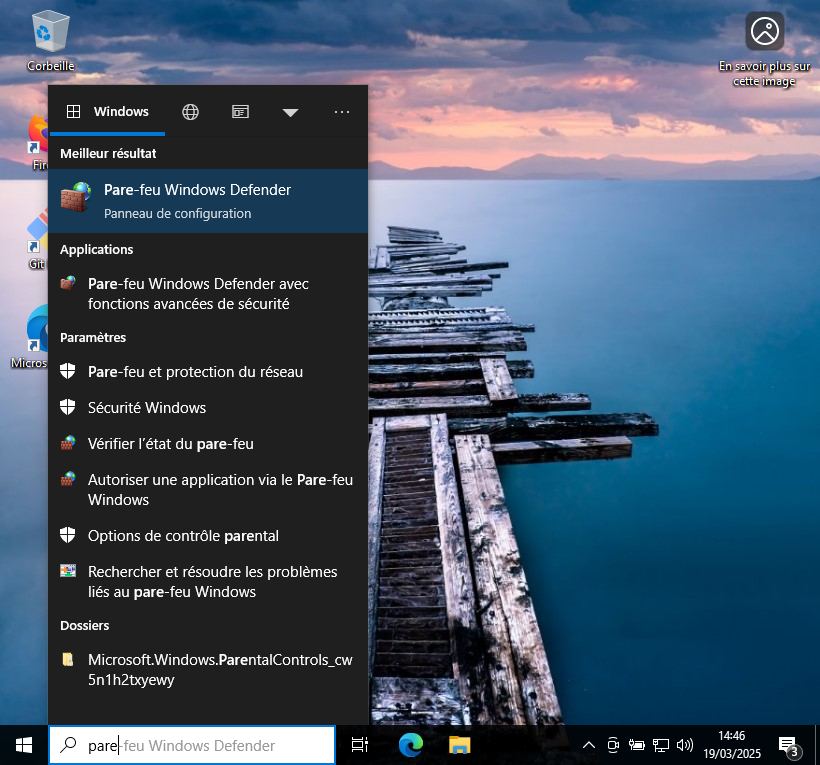 Corbeille
En savoir plus sur
cette image
Windows
Meilleur résultat
Pare-feu Windows Defender
Panneau de configuration
Applications
Pare-feu Windows Defender avec
fonctions avancées de sécurité
Paramètres
Pare-feu et protection du réseau
Sécurité Windows
Vérifier l'état du pare-feu
Autoriser une application via le Pare-feu
Windows
Options de contrôle parental
Rechercher et résoudre les problèmes
liés au pare-feu Windows
Dossiers
Microsoft.Windows.ParentalControls_cw
5n1h2txyewy
Fire
Git
Micros
pare-feu Windows Defender
14:46
19/03/2025
3